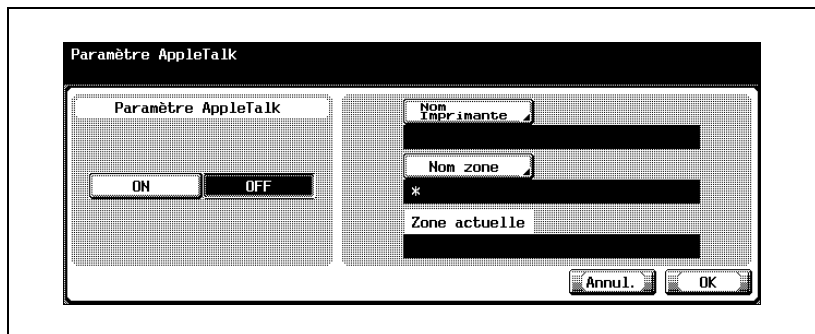 Paramètre AppleTalk
Paramètre AppleTalk
ON
OFF
Nom
Imprimante
Nom zone
*
Zone actuelle
Annul.
OK